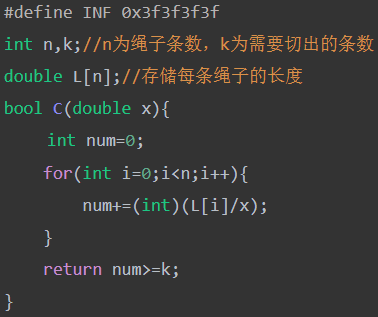 #define INF 0x3f3f3f3f
int n,k;//n为绳子条数，k为需要切出的条数
double L[n];//存储每条绳子的长度
bool C(double x){
    int num=0;
    for(int i=0;i<n;i++){
        num+=(int)(L[i]/x);
    }
    return num>=k;
}